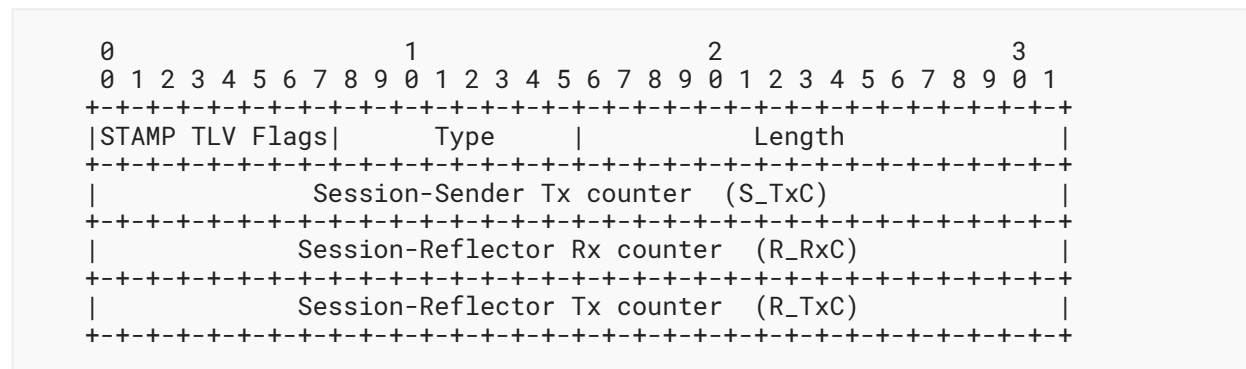 0                   1                   2                   3
 0 1 2 3 4 5 6 7 8 9 0 1 2 3 4 5 6 7 8 9 0 1 2 3 4 5 6 7 8 9 0 1
+-+-+-+-+-+-+-+-+-+-+-+-+-+-+-+-+-+-+-+-+-+-+-+-+-+-+-+-+-+-+-+-+
|STAMP TLV Flags|      Type     |           Length              |
+-+-+-+-+-+-+-+-+-+-+-+-+-+-+-+-+-+-+-+-+-+-+-+-+-+-+-+-+-+-+-+-+
|              Session-Sender Tx counter  (S_TxC)               |
+-+-+-+-+-+-+-+-+-+-+-+-+-+-+-+-+-+-+-+-+-+-+-+-+-+-+-+-+-+-+-+-+
|             Session-Reflector Rx counter  (R_RxC)             |
+-+-+-+-+-+-+-+-+-+-+-+-+-+-+-+-+-+-+-+-+-+-+-+-+-+-+-+-+-+-+-+-+
|             Session-Reflector Tx counter  (R_TxC)             |
+-+-+-+-+-+-+-+-+-+-+-+-+-+-+-+-+-+-+-+-+-+-+-+-+-+-+-+-+-+-+-+-+